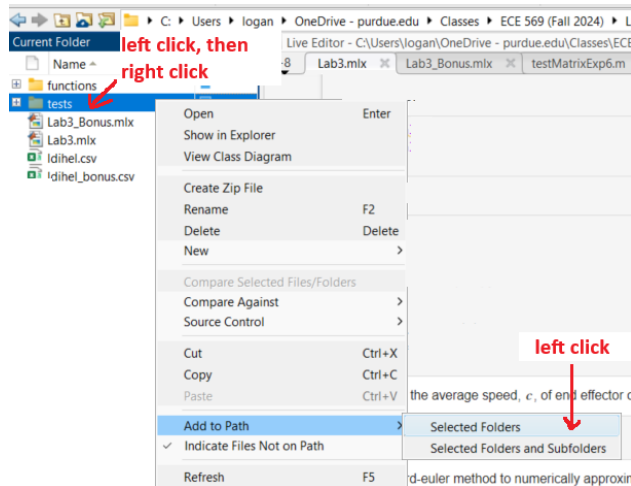 C: Users logan OneDrive - purdue.edu Classes ECE 569 (Fall 2024) L
Current Folder
Live Editor - C:\Users\logan\OneDrive - purdue.edu\Classes\ECE
left click, then
right click
Name
-8 Lab3.mlx Lab3_Bonus.mlx testMatrixExp6.m
functions
tests
Lab3_Bonus.mlx
Lab3.mlx
ldihel.csv
ldihel_bonus.csv
Open Enter
Show in Explorer
View Class Diagram
Create Zip File
Rename F2
Delete Delete
New
Compare Selected Files/Folders
Compare Against
Source Control
left click
Cut Ctrl+X
Copy Ctrl+C
Paste Ctrl+V
the average speed, c, of end effector
Add to Path
Selected Folders
Indicate Files Not on Path
Selected Folders and Subfolders
Refresh F5
rd-euler method to numerically approxin